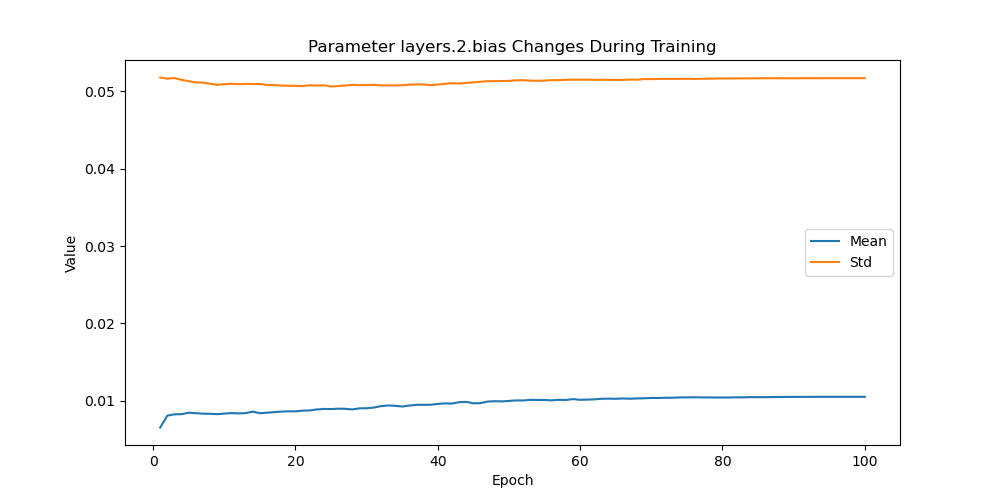 Parameter layers.2.bias Changes During Training
Value
0.05
0.04
0.03
0.02
0.01
Mean
Std
0
20
40
60
80
100
Epoch